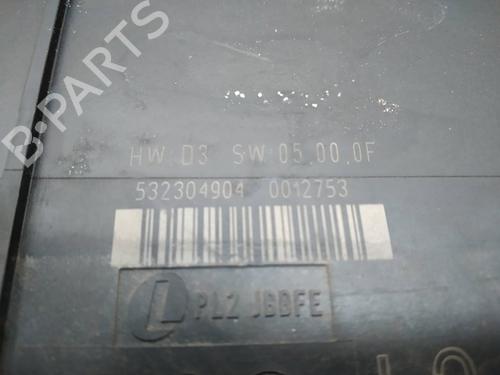 B-PARTS
HW:D3 SW:05.00.0F
532304904 0012753
L PL2 JBBFE